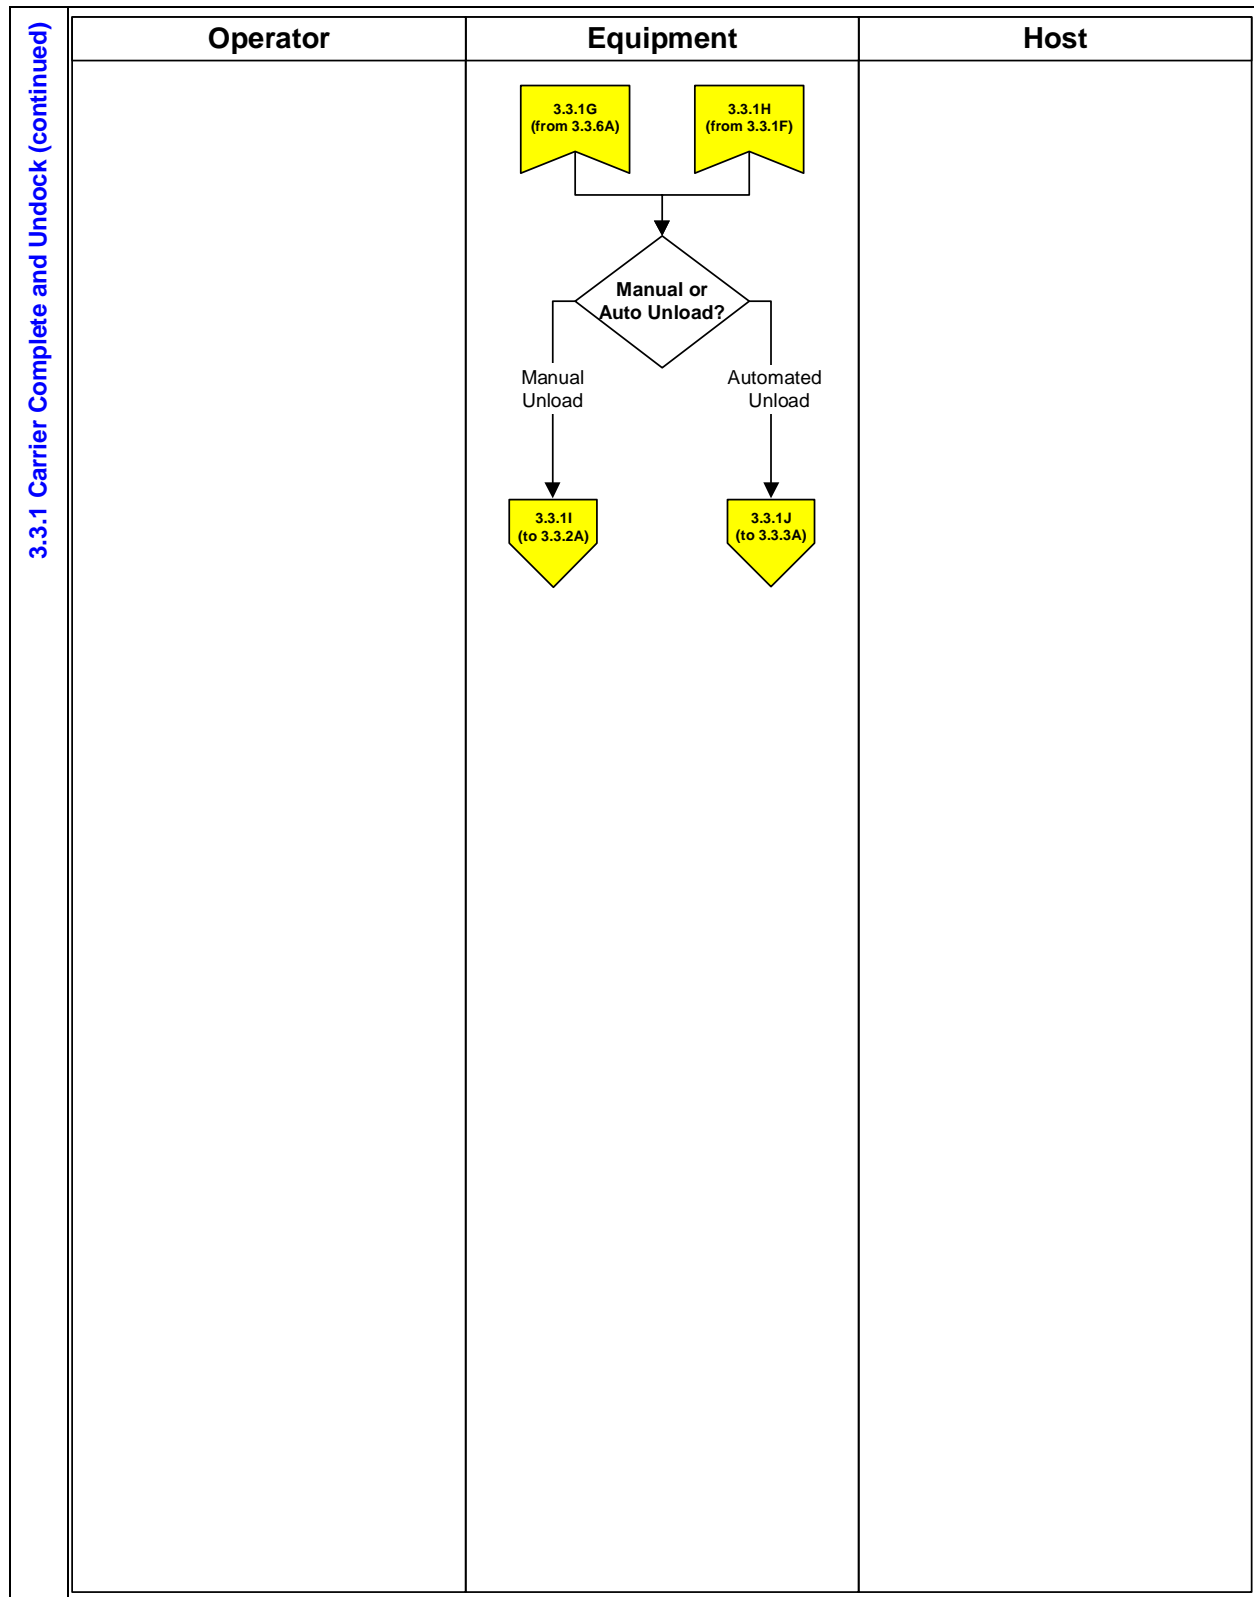 3.3.1 Carrier Complete and Undock (continued)
Operator
Equipment
Host
3.3.1G
(from 3.3.6A)
3.3.1H
(from 3.3.1F)
Manual or
Auto Unload?
Manual
Unload
Automated
Unload
3.3.1I
(to 3.3.2A)
3.3.1J
(to 3.3.3A)